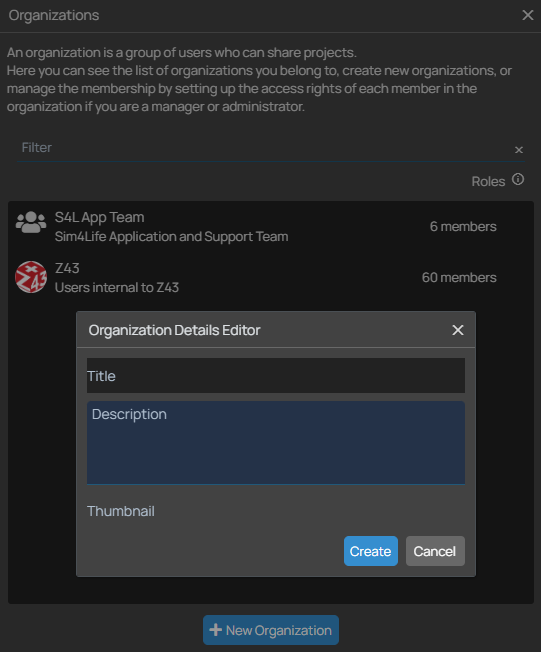 Organizations
An organization is a group of users who can share projects.
Here you can see the list of organizations you belong to, create new organizations, or
manage the membership by setting up the access rights of each member in the
organization if you are a manager or administrator.
Filter
Roles
S4L App Team
Sim4Life Application and Support Team
6 members
Z43
Z43
Users internal to Z43
60 members
Organization Details Editor
Title
Description
Thumbnail
Create
Cancel
New Organization